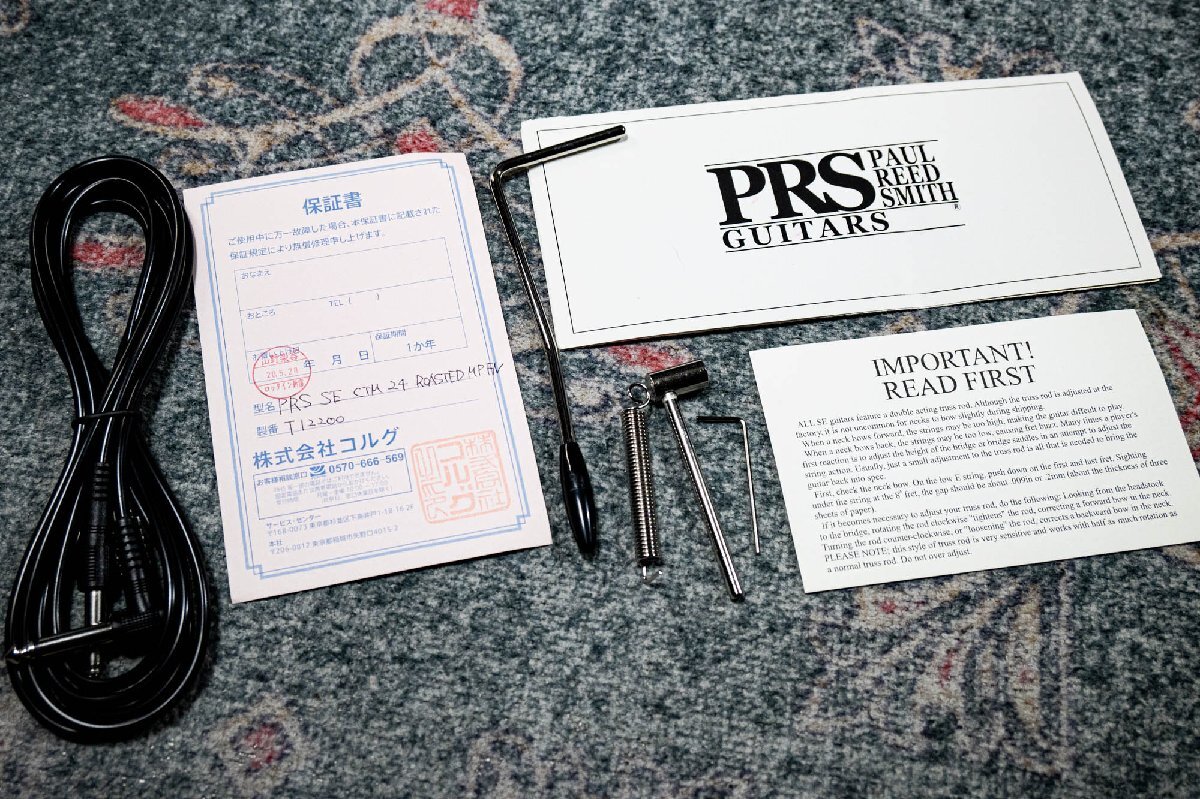 保証書
ご使用中に万一故障した場合、本保証書に記載された
保証規定により無償修理申し上げます。
おなまえ
おところ
TEL ( )
年 月 日
保証期間
1か年
20.5.28
型名 PRS SE CTM 24 ROASTED MP FN
製番 T12200
株式会社コルグ
お客様相談窓口 0570-666-569
サービス・センター
本社
PRS PAUL REED SMITH
GUITARS
IMPORTANT!
READ FIRST
ALL SE guitars feature a double acting truss rod. Although the truss rod is adjusted at the
factory. It is not uncommon for necks to bow slightly during shipping.
When a neck bows forward, the strings may be too high, making the guitar difficult to play
When a neck bows back, the strings may be too low, causing fret buzz. Many times a player's
first reaction is to adjust the height of the bridge or bridge saddles in an attempt to adjust the
string action. Usually, just a small adjustment to the truss rod is all that is needed to bring the
guitar back into spec.
First, check the neck bow. On the low E string, push down on the first and last fret. Sighting
under the string at the 8th fret, the gap should be about .009in or .2mm (about the thickness of three
sheets of paper).
If it becomes necessary to adjust your truss rod, do the following: Looking from the headstock
to the bridge, rotating the rod clockwise "tightens" the rod, correcting a forward bow in the neck
Turning the rod counter-clockwise, or "loosening" the rod, corrects a backward bow in the neck.
PLEASE NOTE; this style of truss rod is very sensitive and works with half as much rotation as
a normal truss rod. Do not over adjust.